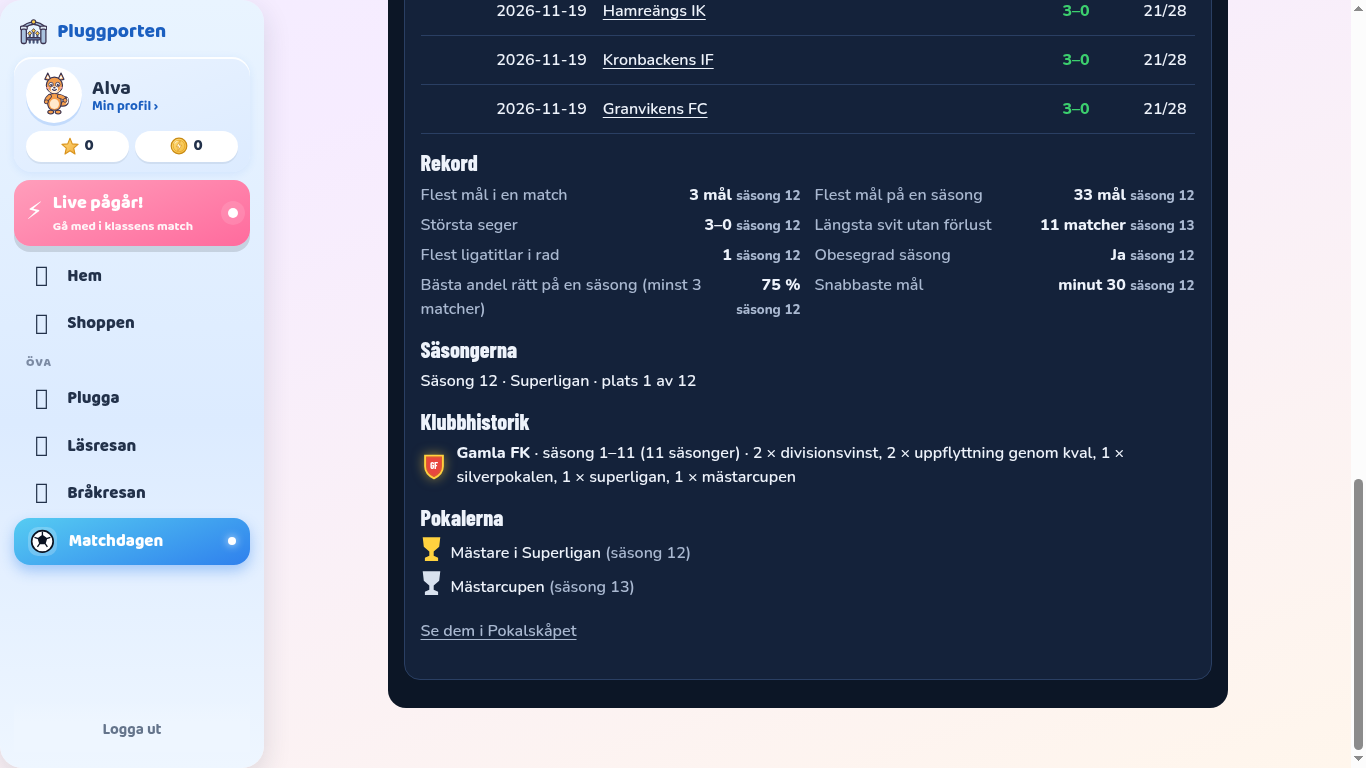 Pluggporten
Alva
Min profil ›
0
0
Live pågår!
Gå med i klassens match
Hem
Shoppen
ÖVA
Plugga
Läsresan
Bråkresan
Matchdagen
Logga ut
2026-11-19 Hamreängs IK 3–0 21/28
2026-11-19 Kronbackens IF 3–0 21/28
2026-11-19 Granvikens FC 3–0 21/28
Rekord
Flest mål i en match 3 mål säsong 12
Flest mål på en säsong 33 mål säsong 12
Största seger 3–0 säsong 12
Längsta svit utan förlust 11 matcher säsong 13
Flest ligatitlar i rad 1 säsong 12
Obesegrad säsong Ja säsong 12
Bästa andel rätt på en säsong (minst 3 75 %
matcher) säsong 12
Snabbaste mål minut 30 säsong 12
Säsongerna
Säsong 12 · Superligan · plats 1 av 12
Klubbhistorik
GF
Gamla FK · säsong 1–11 (11 säsonger) · 2 × divisionsvinst, 2 × uppflyttning genom kval, 1 ×
silverpokalen, 1 × superligan, 1 × mästarcupen
Pokalerna
Mästare i Superligan (säsong 12)
Mästarcupen (säsong 13)
Se dem i Pokalskåpet